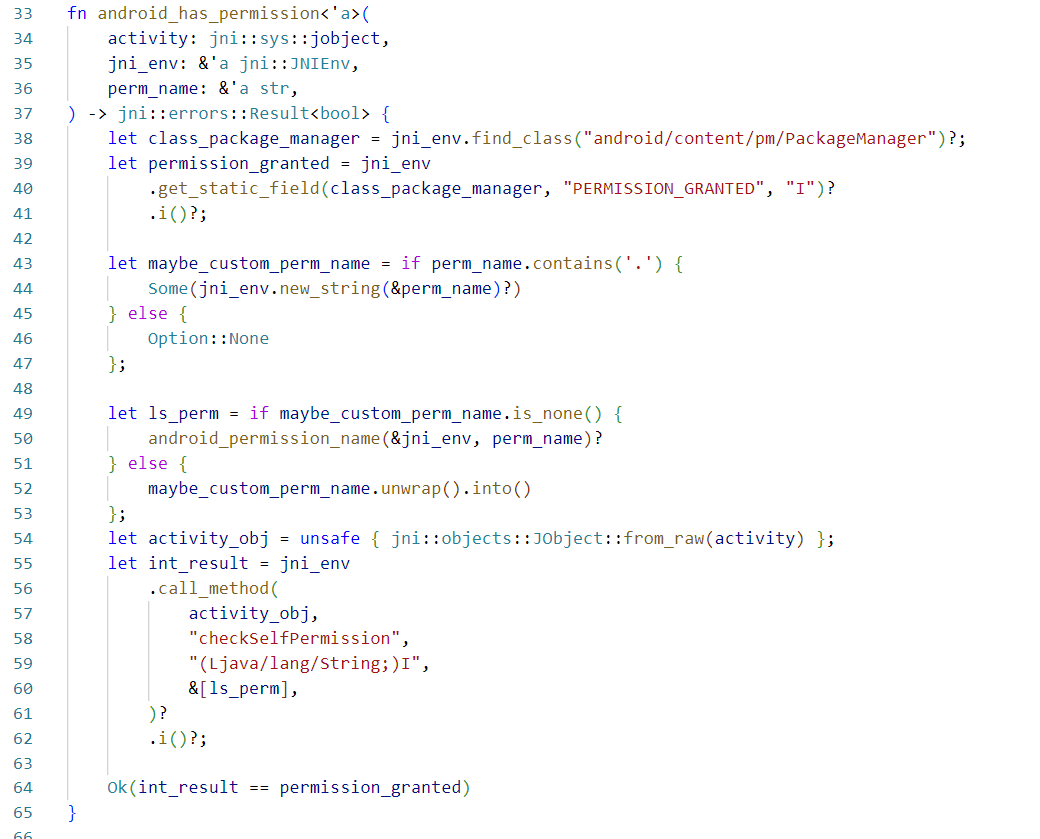 33 fn android_has_permission<'a>(
34     activity: jni::sys::jobject,
35     jni_env: &'a jni::JNIEnv,
36     perm_name: &'a str,
37 ) -> jni::errors::Result<bool> {
38     let class_package_manager = jni_env.find_class("android/content/pm/PackageManager")?;
39     let permission_granted = jni_env
40         .get_static_field(class_package_manager, "PERMISSION_GRANTED", "I")?
41         .i()?;
42
43     let maybe_custom_perm_name = if perm_name.contains('.') {
44         Some(jni_env.new_string(&perm_name)?)
45     } else {
46         Option::None
47     };
48
49     let ls_perm = if maybe_custom_perm_name.is_none() {
50         android_permission_name(&jni_env, perm_name)?
51     } else {
52         maybe_custom_perm_name.unwrap().into()
53     };
54     let activity_obj = unsafe { jni::objects::JObject::from_raw(activity) };
55     let int_result = jni_env
56         .call_method(
57             activity_obj,
58             "checkSelfPermission",
59             "(Ljava/lang/String;)I",
60             &[ls_perm],
61         )?
62         .i()?;
63
64     Ok(int_result == permission_granted)
65 }
66